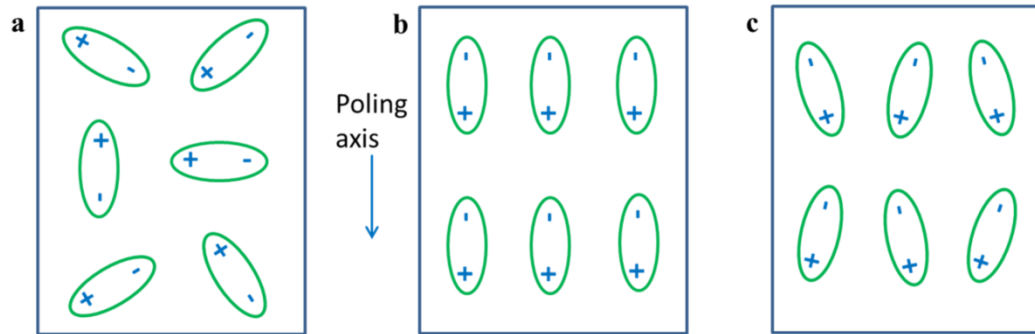 a
b
c
Poling
axis
+ - - +
+ + -
- + - + -
- - -
+ + +
- - -
+ + +
- - -
+ + +
- - -
+ + +